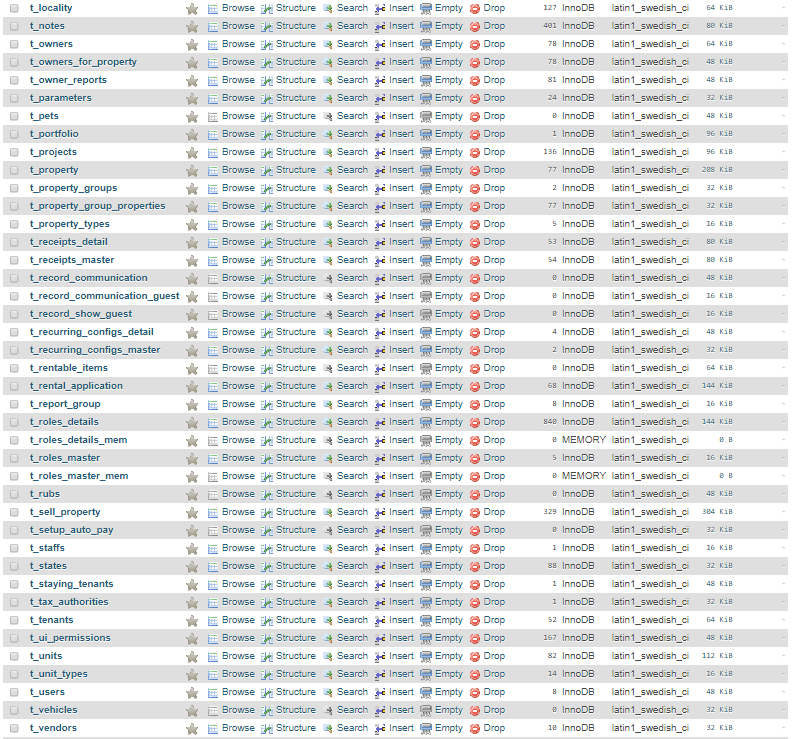 t_locality Browse Structure Search Insert Empty Drop 127 InnoDB latin1_swedish_ci 64 KiB -
t_notes Browse Structure Search Insert Empty Drop 401 InnoDB latin1_swedish_ci 80 KiB -
t_owners Browse Structure Search Insert Empty Drop 78 InnoDB latin1_swedish_ci 64 KiB -
t_owners_for_property Browse Structure Search Insert Empty Drop 78 InnoDB latin1_swedish_ci 48 KiB -
t_owner_reports Browse Structure Search Insert Empty Drop 81 InnoDB latin1_swedish_ci 48 KiB -
t_parameters Browse Structure Search Insert Empty Drop 24 InnoDB latin1_swedish_ci 32 KiB -
t_pets Browse Structure Search Insert Empty Drop 0 InnoDB latin1_swedish_ci 48 KiB -
t_portfolio Browse Structure Search Insert Empty Drop 1 InnoDB latin1_swedish_ci 96 KiB -
t_projects Browse Structure Search Insert Empty Drop 136 InnoDB latin1_swedish_ci 96 KiB -
t_property Browse Structure Search Insert Empty Drop 77 InnoDB latin1_swedish_ci 208 KiB -
t_property_groups Browse Structure Search Insert Empty Drop 2 InnoDB latin1_swedish_ci 32 KiB -
t_property_group_properties Browse Structure Search Insert Empty Drop 77 InnoDB latin1_swedish_ci 32 KiB -
t_property_types Browse Structure Search Insert Empty Drop 5 InnoDB latin1_swedish_ci 16 KiB -
t_receipts_detail Browse Structure Search Insert Empty Drop 53 InnoDB latin1_swedish_ci 80 KiB -
t_receipts_master Browse Structure Search Insert Empty Drop 54 InnoDB latin1_swedish_ci 80 KiB -
t_record_communication Browse Structure Search Insert Empty Drop 0 InnoDB latin1_swedish_ci 48 KiB -
t_record_communication_guest Browse Structure Search Insert Empty Drop 0 InnoDB latin1_swedish_ci 16 KiB -
t_record_show_guest Browse Structure Search Insert Empty Drop 0 InnoDB latin1_swedish_ci 16 KiB -
t_recurring_configs_detail Browse Structure Search Insert Empty Drop 4 InnoDB latin1_swedish_ci 48 KiB -
t_recurring_configs_master Browse Structure Search Insert Empty Drop 2 InnoDB latin1_swedish_ci 32 KiB -
t_rentable_items Browse Structure Search Insert Empty Drop 0 InnoDB latin1_swedish_ci 64 KiB -
t_rental_application Browse Structure Search Insert Empty Drop 68 InnoDB latin1_swedish_ci 144 KiB -
t_report_group Browse Structure Search Insert Empty Drop 8 InnoDB latin1_swedish_ci 16 KiB -
t_roles_details Browse Structure Search Insert Empty Drop 840 InnoDB latin1_swedish_ci 144 KiB -
t_roles_details_mem Browse Structure Search Insert Empty Drop 0 MEMORY latin1_swedish_ci 0 B -
t_roles_master Browse Structure Search Insert Empty Drop 5 InnoDB latin1_swedish_ci 16 KiB -
t_roles_master_mem Browse Structure Search Insert Empty Drop 0 MEMORY latin1_swedish_ci 0 B -
t_rubs Browse Structure Search Insert Empty Drop 0 InnoDB latin1_swedish_ci 48 KiB -
t_sell_property Browse Structure Search Insert Empty Drop 329 InnoDB latin1_swedish_ci 304 KiB -
t_setup_auto_pay Browse Structure Search Insert Empty Drop 0 InnoDB latin1_swedish_ci 32 KiB -
t_staffs Browse Structure Search Insert Empty Drop 1 InnoDB latin1_swedish_ci 16 KiB -
t_states Browse Structure Search Insert Empty Drop 88 InnoDB latin1_swedish_ci 32 KiB -
t_staying_tenants Browse Structure Search Insert Empty Drop 1 InnoDB latin1_swedish_ci 48 KiB -
t_tax_authorities Browse Structure Search Insert Empty Drop 1 InnoDB latin1_swedish_ci 32 KiB -
t_tenants Browse Structure Search Insert Empty Drop 52 InnoDB latin1_swedish_ci 64 KiB -
t_ui_permissions Browse Structure Search Insert Empty Drop 167 InnoDB latin1_swedish_ci 48 KiB -
t_units Browse Structure Search Insert Empty Drop 82 InnoDB latin1_swedish_ci 112 KiB -
t_unit_types Browse Structure Search Insert Empty Drop 14 InnoDB latin1_swedish_ci 16 KiB -
t_users Browse Structure Search Insert Empty Drop 8 InnoDB latin1_swedish_ci 48 KiB -
t_vehicles Browse Structure Search Insert Empty Drop 0 InnoDB latin1_swedish_ci 32 KiB -
t_vendors Browse Structure Search Insert Empty Drop 10 InnoDB latin1_swedish_ci 32 KiB -